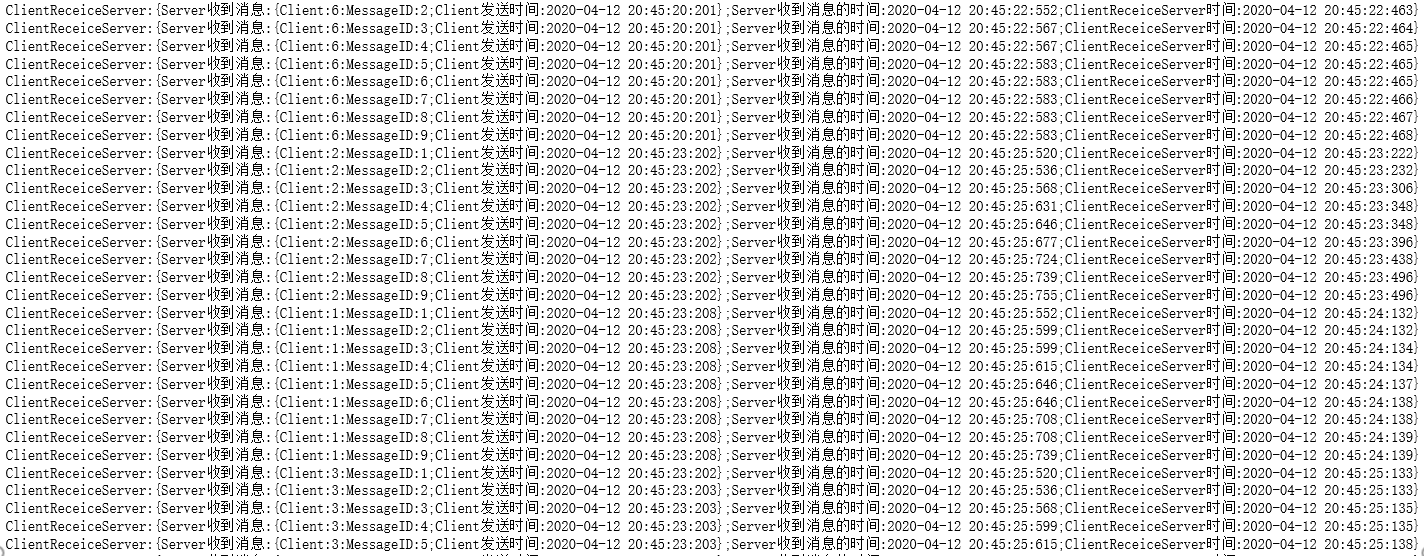 ClientReceiceServer:{Server收到消息:{Client:6:MessageID:2;Client发送时间:2020-04-12 20:45:20:201};Server收到消息的时间:2020-04-12 20:45:22:552;ClientReceiceServer时间:2020-04-12 20:45:22:463}
ClientReceiceServer:{Server收到消息:{Client:6:MessageID:3;Client发送时间:2020-04-12 20:45:20:201};Server收到消息的时间:2020-04-12 20:45:22:567;ClientReceiceServer时间:2020-04-12 20:45:22:464}
ClientReceiceServer:{Server收到消息:{Client:6:MessageID:4;Client发送时间:2020-04-12 20:45:20:201};Server收到消息的时间:2020-04-12 20:45:22:567;ClientReceiceServer时间:2020-04-12 20:45:22:465}
ClientReceiceServer:{Server收到消息:{Client:6:MessageID:5;Client发送时间:2020-04-12 20:45:20:201};Server收到消息的时间:2020-04-12 20:45:22:583;ClientReceiceServer时间:2020-04-12 20:45:22:465}
ClientReceiceServer:{Server收到消息:{Client:6:MessageID:6;Client发送时间:2020-04-12 20:45:20:201};Server收到消息的时间:2020-04-12 20:45:22:583;ClientReceiceServer时间:2020-04-12 20:45:22:465}
ClientReceiceServer:{Server收到消息:{Client:6:MessageID:7;Client发送时间:2020-04-12 20:45:20:201};Server收到消息的时间:2020-04-12 20:45:22:583;ClientReceiceServer时间:2020-04-12 20:45:22:466}
ClientReceiceServer:{Server收到消息:{Client:6:MessageID:8;Client发送时间:2020-04-12 20:45:20:201};Server收到消息的时间:2020-04-12 20:45:22:583;ClientReceiceServer时间:2020-04-12 20:45:22:467}
ClientReceiceServer:{Server收到消息:{Client:6:MessageID:9;Client发送时间:2020-04-12 20:45:20:201};Server收到消息的时间:2020-04-12 20:45:22:583;ClientReceiceServer时间:2020-04-12 20:45:22:468}
ClientReceiceServer:{Server收到消息:{Client:2:MessageID:1;Client发送时间:2020-04-12 20:45:23:202};Server收到消息的时间:2020-04-12 20:45:25:520;ClientReceiceServer时间:2020-04-12 20:45:23:222}
ClientReceiceServer:{Server收到消息:{Client:2:MessageID:2;Client发送时间:2020-04-12 20:45:23:202};Server收到消息的时间:2020-04-12 20:45:25:536;ClientReceiceServer时间:2020-04-12 20:45:23:232}
ClientReceiceServer:{Server收到消息:{Client:2:MessageID:3;Client发送时间:2020-04-12 20:45:23:202};Server收到消息的时间:2020-04-12 20:45:25:568;ClientReceiceServer时间:2020-04-12 20:45:23:306}
ClientReceiceServer:{Server收到消息:{Client:2:MessageID:4;Client发送时间:2020-04-12 20:45:23:202};Server收到消息的时间:2020-04-12 20:45:25:631;ClientReceiceServer时间:2020-04-12 20:45:23:348}
ClientReceiceServer:{Server收到消息:{Client:2:MessageID:5;Client发送时间:2020-04-12 20:45:23:202};Server收到消息的时间:2020-04-12 20:45:25:646;ClientReceiceServer时间:2020-04-12 20:45:23:348}
ClientReceiceServer:{Server收到消息:{Client:2:MessageID:6;Client发送时间:2020-04-12 20:45:23:202};Server收到消息的时间:2020-04-12 20:45:25:677;ClientReceiceServer时间:2020-04-12 20:45:23:396}
ClientReceiceServer:{Server收到消息:{Client:2:MessageID:7;Client发送时间:2020-04-12 20:45:23:202};Server收到消息的时间:2020-04-12 20:45:25:724;ClientReceiceServer时间:2020-04-12 20:45:23:438}
ClientReceiceServer:{Server收到消息:{Client:2:MessageID:8;Client发送时间:2020-04-12 20:45:23:202};Server收到消息的时间:2020-04-12 20:45:25:739;ClientReceiceServer时间:2020-04-12 20:45:23:496}
ClientReceiceServer:{Server收到消息:{Client:2:MessageID:9;Client发送时间:2020-04-12 20:45:23:202};Server收到消息的时间:2020-04-12 20:45:25:755;ClientReceiceServer时间:2020-04-12 20:45:23:496}
ClientReceiceServer:{Server收到消息:{Client:1:MessageID:1;Client发送时间:2020-04-12 20:45:23:208};Server收到消息的时间:2020-04-12 20:45:25:552;ClientReceiceServer时间:2020-04-12 20:45:24:132}
ClientReceiceServer:{Server收到消息:{Client:1:MessageID:2;Client发送时间:2020-04-12 20:45:23:208};Server收到消息的时间:2020-04-12 20:45:25:599;ClientReceiceServer时间:2020-04-12 20:45:24:132}
ClientReceiceServer:{Server收到消息:{Client:1:MessageID:3;Client发送时间:2020-04-12 20:45:23:208};Server收到消息的时间:2020-04-12 20:45:25:599;ClientReceiceServer时间:2020-04-12 20:45:24:134}
ClientReceiceServer:{Server收到消息:{Client:1:MessageID:4;Client发送时间:2020-04-12 20:45:23:208};Server收到消息的时间:2020-04-12 20:45:25:615;ClientReceiceServer时间:2020-04-12 20:45:24:134}
ClientReceiceServer:{Server收到消息:{Client:1:MessageID:5;Client发送时间:2020-04-12 20:45:23:208};Server收到消息的时间:2020-04-12 20:45:25:646;ClientReceiceServer时间:2020-04-12 20:45:24:137}
ClientReceiceServer:{Server收到消息:{Client:1:MessageID:6;Client发送时间:2020-04-12 20:45:23:208};Server收到消息的时间:2020-04-12 20:45:25:646;ClientReceiceServer时间:2020-04-12 20:45:24:138}
ClientReceiceServer:{Server收到消息:{Client:1:MessageID:7;Client发送时间:2020-04-12 20:45:23:208};Server收到消息的时间:2020-04-12 20:45:25:708;ClientReceiceServer时间:2020-04-12 20:45:24:138}
ClientReceiceServer:{Server收到消息:{Client:1:MessageID:8;Client发送时间:2020-04-12 20:45:23:208};Server收到消息的时间:2020-04-12 20:45:25:708;ClientReceiceServer时间:2020-04-12 20:45:24:139}
ClientReceiceServer:{Server收到消息:{Client:1:MessageID:9;Client发送时间:2020-04-12 20:45:23:208};Server收到消息的时间:2020-04-12 20:45:25:739;ClientReceiceServer时间:2020-04-12 20:45:24:139}
ClientReceiceServer:{Server收到消息:{Client:3:MessageID:1;Client发送时间:2020-04-12 20:45:23:202};Server收到消息的时间:2020-04-12 20:45:25:520;ClientReceiceServer时间:2020-04-12 20:45:25:133}
ClientReceiceServer:{Server收到消息:{Client:3:MessageID:2;Client发送时间:2020-04-12 20:45:23:203};Server收到消息的时间:2020-04-12 20:45:25:536;ClientReceiceServer时间:2020-04-12 20:45:25:133}
ClientReceiceServer:{Server收到消息:{Client:3:MessageID:3;Client发送时间:2020-04-12 20:45:23:203};Server收到消息的时间:2020-04-12 20:45:25:568;ClientReceiceServer时间:2020-04-12 20:45:25:135}
ClientReceiceServer:{Server收到消息:{Client:3:MessageID:4;Client发送时间:2020-04-12 20:45:23:203};Server收到消息的时间:2020-04-12 20:45:25:599;ClientReceiceServer时间:2020-04-12 20:45:25:135}
ClientReceiceServer:{Server收到消息:{Client:3:MessageID:5;Client发送时间:2020-04-12 20:45:23:203};Server收到消息的时间:2020-04-12 20:45:25:615;ClientReceiceServer时间:2020-04-12 20:45:25:138}